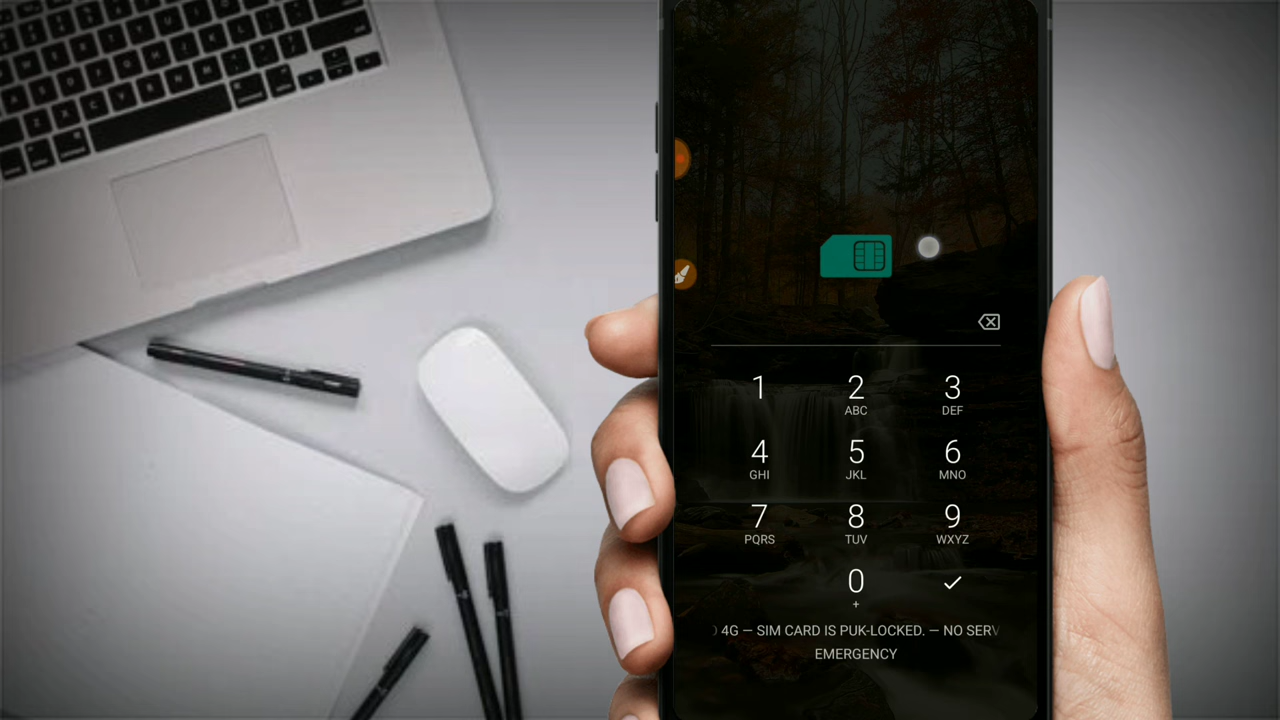 1
2
ABC
3
DEF
4
GHI
5
JKL
6
MNO
7
PQRS
8
TUV
9
WXYZ
0
+
4G — SIM CARD IS PUK-LOCKED. — NO SERV
EMERGENCY